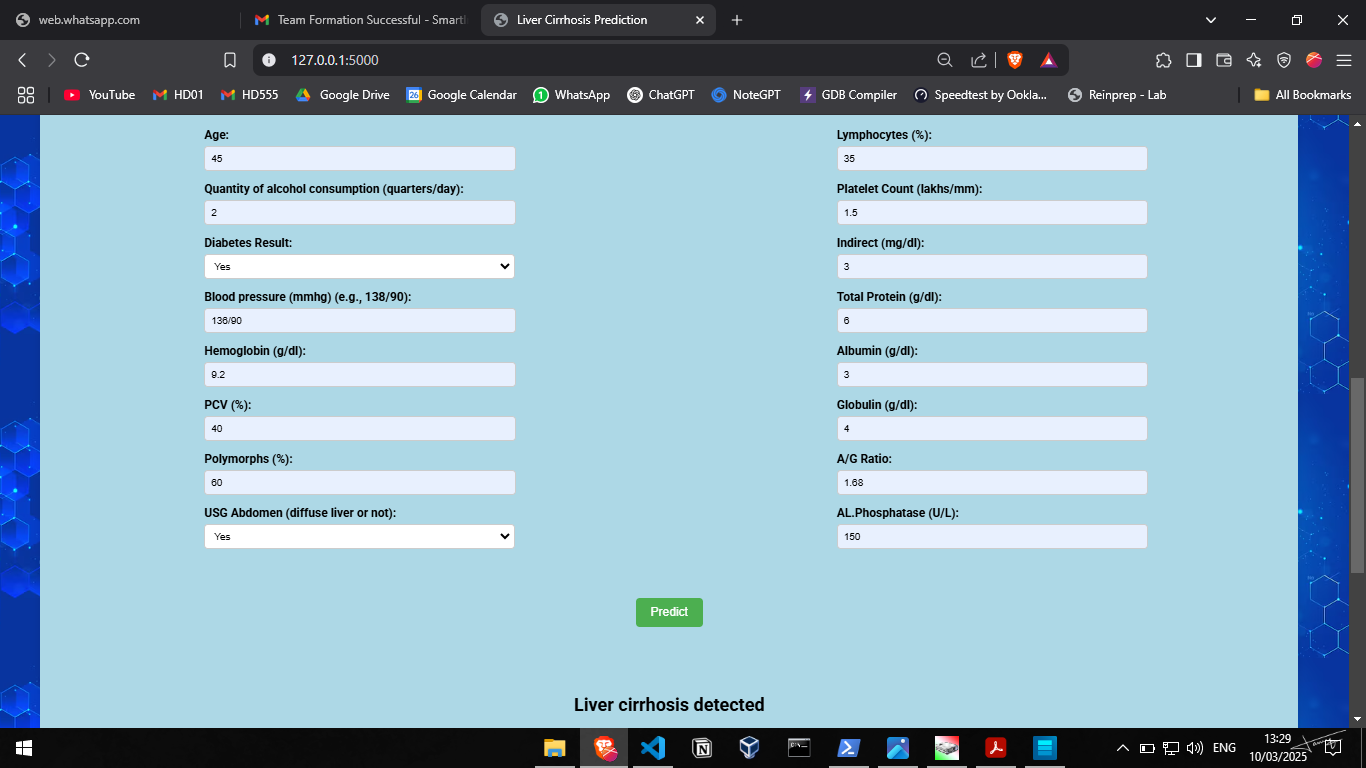 web.whatsapp.com
Team Formation Successful - Smartl
Liver Cirrhosis Prediction
127.0.0.1:5000
YouTube
HD01
HD555
Google Drive
Google Calendar
WhatsApp
ChatGPT
NoteGPT
GDB Compiler
Speedtest by Ookla...
Reinprep - Lab
All Bookmarks
Age:
45
Quantity of alcohol consumption (quarters/day):
2
Diabetes Result:
Yes
Blood pressure (mmhg) (e.g., 138/90):
136/90
Hemoglobin (g/dl):
9.2
PCV (%):
40
Polymorphs (%):
60
USG Abdomen (diffuse liver or not):
Yes
Lymphocytes (%):
35
Platelet Count (lakhs/mm):
1.5
Indirect (mg/dl):
3
Total Protein (g/dl):
6
Albumin (g/dl):
3
Globulin (g/dl):
4
A/G Ratio:
1.68
AL.Phosphatase (U/L):
150
Predict
Liver cirrhosis detected
ENG
13:29
10/03/2025